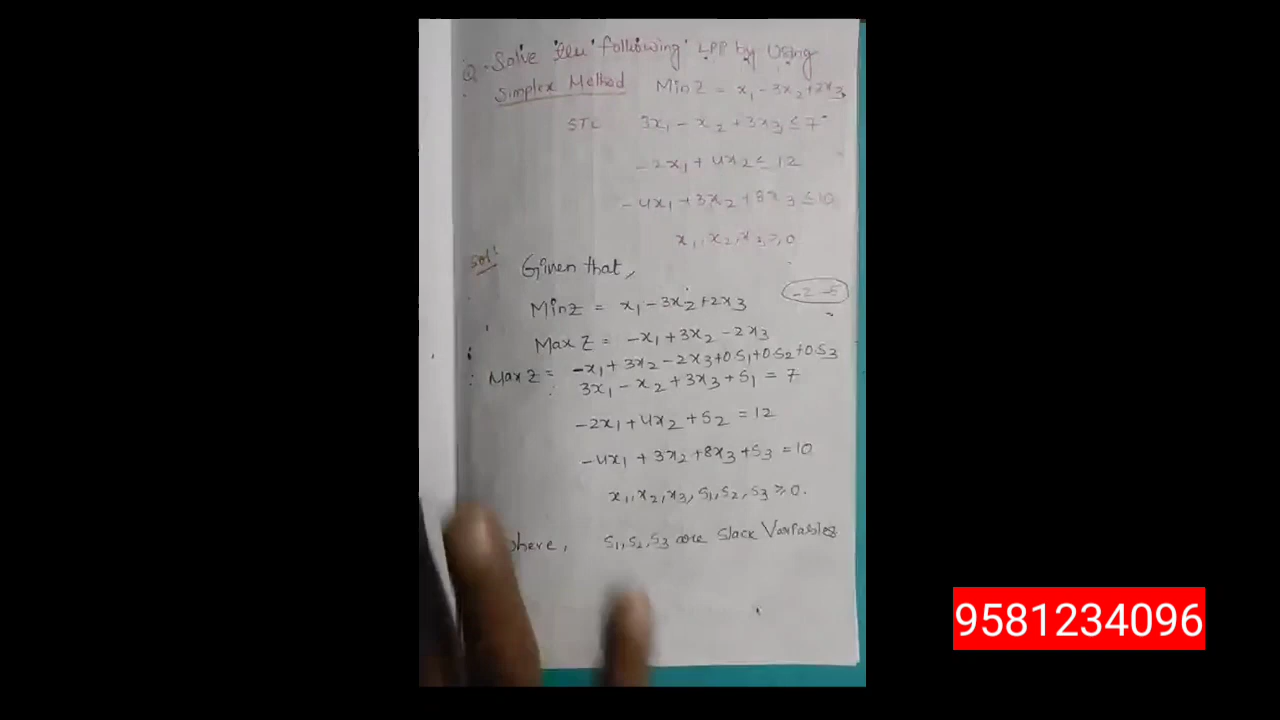 Q. Solve the following LPP by Using
Simplex Method Min Z = x₁ - 3x₂ + 2x₃
STC 3x₁ - x₂ + 3x₃ ≤ 7
-2x₁ + 4x₂ ≤ 12
-4x₁ + 3x₂ + 8x₃ ≤ 10
x₁, x₂, x₃ ≥ 0
Sol:
Given that,
-2 -5
Min Z = x₁ - 3x₂ + 2x₃
Max Z = -x₁ + 3x₂ - 2x₃
∴ Max Z = -x₁ + 3x₂ - 2x₃ + 0S₁ + 0S₂ + 0S₃
3x₁ - x₂ + 3x₃ + S₁ = 7
-2x₁ + 4x₂ + S₂ = 12
-4x₁ + 3x₂ + 8x₃ + S₃ = 10
x₁, x₂, x₃, S₁, S₂, S₃ ≥ 0.
where, S₁, S₂, S₃ are Slack Variables
9581234096